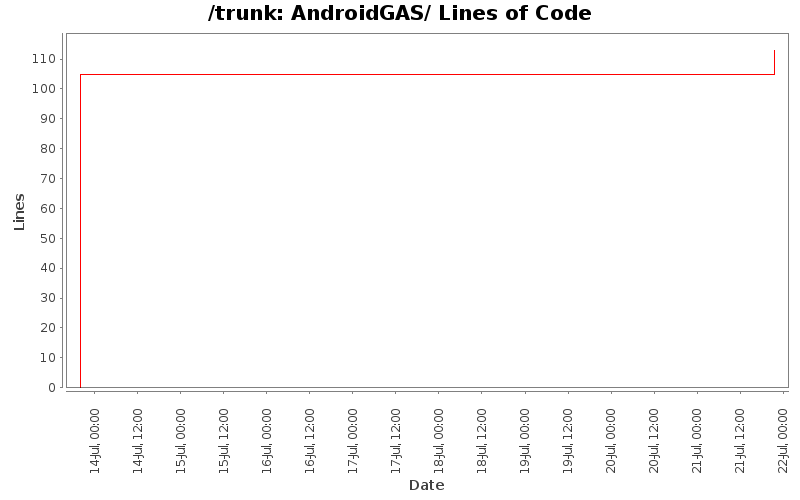 /trunk: AndroidGAS/ Lines of Code
110
100
90
80
70
60
50
40
30
20
10
0
Lines
14-Jul, 00:00
14-Jul, 12:00
15-Jul, 00:00
15-Jul, 12:00
16-Jul, 00:00
16-Jul, 12:00
17-Jul, 00:00
17-Jul, 12:00
18-Jul, 00:00
18-Jul, 12:00
19-Jul, 00:00
19-Jul, 12:00
20-Jul, 00:00
20-Jul, 12:00
21-Jul, 00:00
21-Jul, 12:00
22-Jul, 00:00
Date